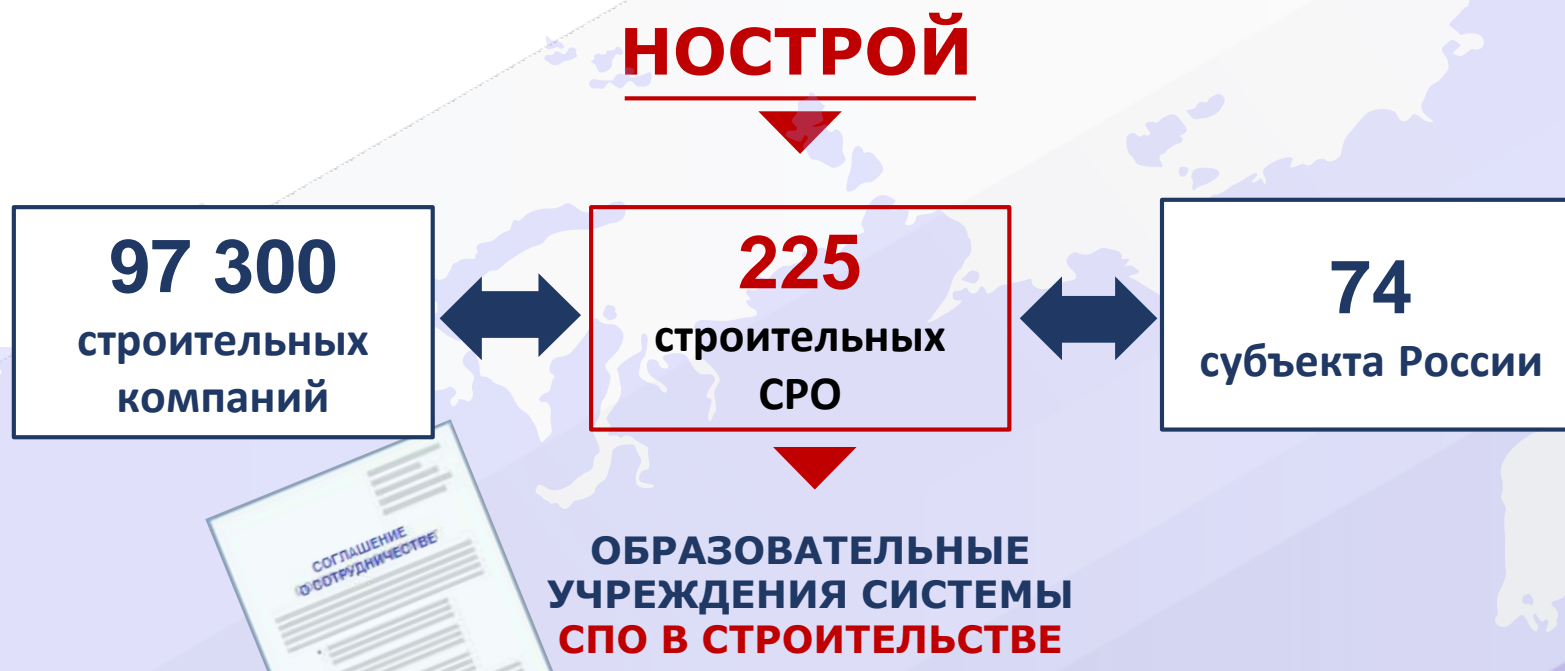 НОСТРОЙ
97 300
строительных
компаний
225
строительных
СРО
74
субъекта России
СОГЛАШЕНИЕ
О СОТРУДНИЧЕСТВЕ
ОБРАЗОВАТЕЛЬНЫЕ
УЧРЕЖДЕНИЯ СИСТЕМЫ
СПО В СТРОИТЕЛЬСТВЕ